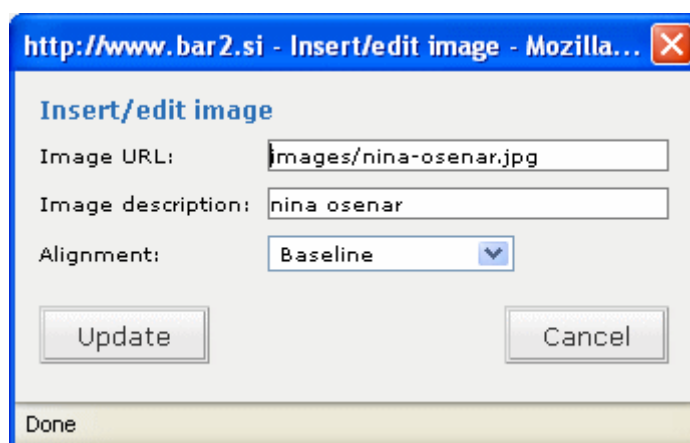 http://www.bar2.si - Insert/edit image - Mozilla...
Insert/edit image
Image URL: images/nina-osenar.jpg
Image description: nina osenar
Alignment: Baseline
Update Cancel
Done